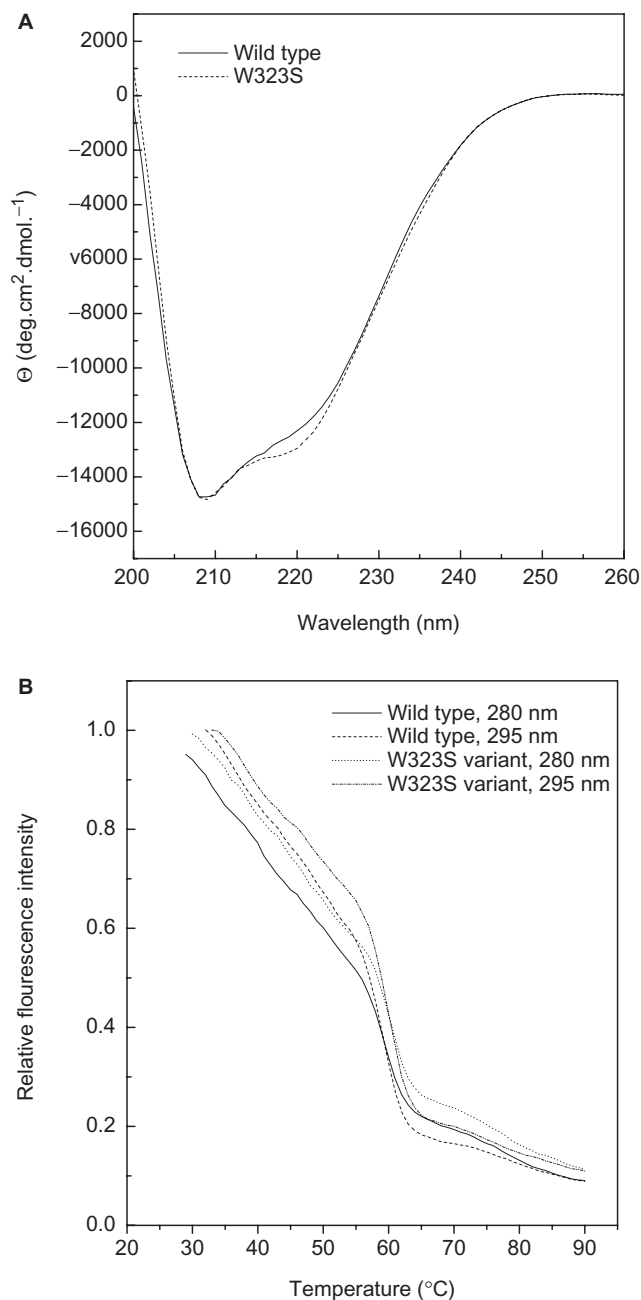 A
2000
0
−2000
−4000
v6000
−8000
−10000
−12000
−14000
−16000
Θ (deg.cm².dmol.⁻¹)
Wild type
W323S
200 210 220 230 240 250 260
Wavelength (nm)
B
1.0
0.8
0.6
0.4
0.2
0.0
Relative flourescence intensity
Wild type, 280 nm
Wild type, 295 nm
W323S variant, 280 nm
W323S variant, 295 nm
20 30 40 50 60 70 80 90
Temperature (°C)